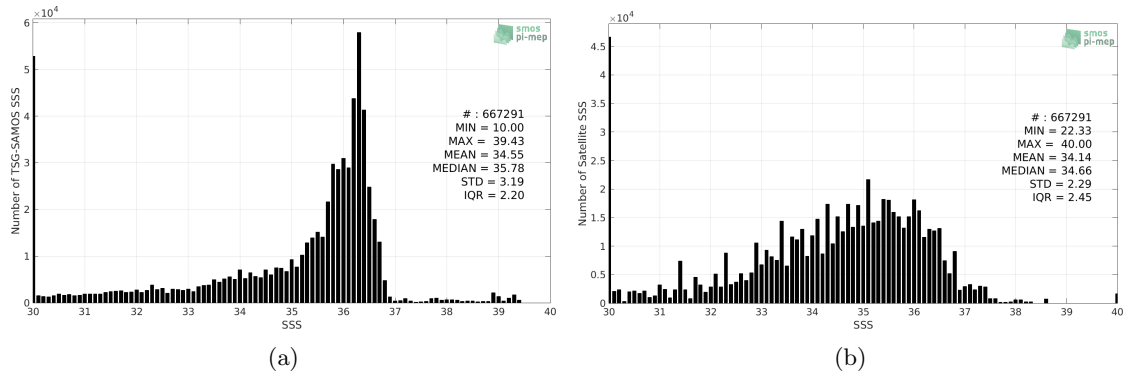 ×10⁴
6
5
4
3
2
1
0
Number of TSG-SAMOS SSS
smos
pi-mep
# : 667291
MIN = 10.00
MAX = 39.43
MEAN = 34.55
MEDIAN = 35.78
STD = 3.19
IQR = 2.20
30 31 32 33 34 35 36 37 38 39 40
SSS
(a)
×10⁴
4.5
4
3.5
3
2.5
2
1.5
1
0.5
0
Number of Satellite SSS
smos
pi-mep
# : 667291
MIN = 22.33
MAX = 40.00
MEAN = 34.14
MEDIAN = 34.66
STD = 2.29
IQR = 2.45
30 31 32 33 34 35 36 37 38 39 40
SSS
(b)